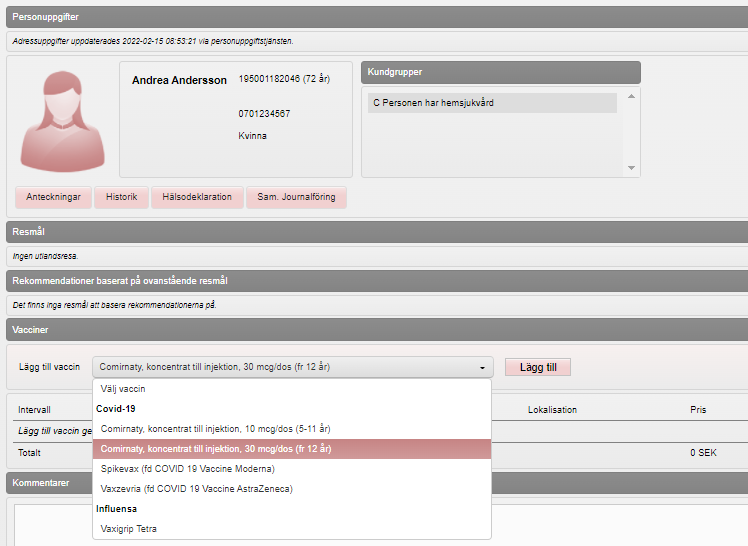 Personuppgifter
Adressuppgifter uppdaterades 2022-02-15 08:53:21 via personuppgiftstjänsten.
Andrea Andersson 195001182046 (72 år)
0701234567
Kvinna
Kundgrupper
C Personen har hemsjukvård
Anteckningar Historik Hälsodeklaration Sam. Journalföring
Resmål
Ingen utlandsresa.
Rekommendationer baserat på ovanstående resmål
Det finns inga resmål att basera rekommendationerna på.
Vacciner
Lägg till vaccin Comirnaty, koncentrat till injektion, 30 mcg/dos (fr 12 år) Lägg till
Välj vaccin
Covid-19
Comirnaty, koncentrat till injektion, 10 mcg/dos (5-11 år)
Comirnaty, koncentrat till injektion, 30 mcg/dos (fr 12 år)
Spikevax (fd COVID 19 Vaccine Moderna)
Vaxzevria (fd COVID 19 Vaccine AstraZeneca)
Influensa
Vaxigrip Tetra
Intervall Lokalisation Pris
Lägg till vaccin ge
Totalt 0 SEK
Kommentarer